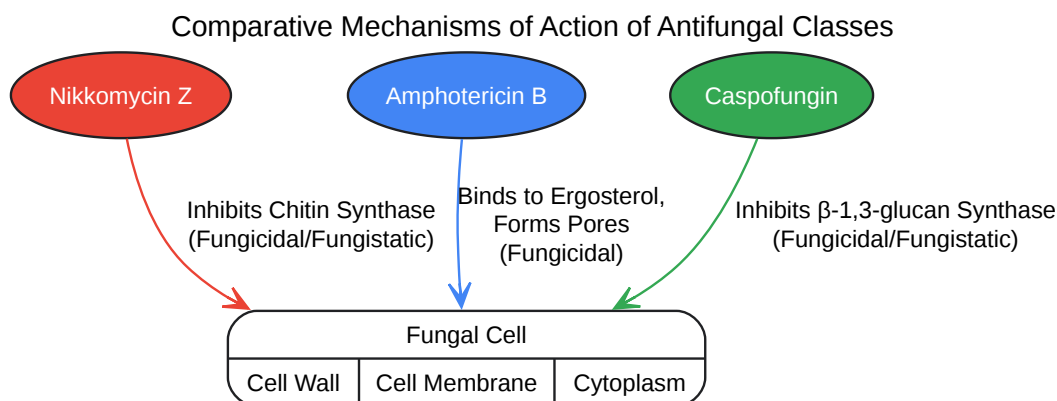 Comparative Mechanisms of Action of Antifungal Classes
Nikkomycin Z
Amphotericin B
Caspofungin
Inhibits Chitin Synthase
(Fungicidal/Fungistatic)
Binds to Ergosterol,
Forms Pores
(Fungicidal)
Inhibits β-1,3-glucan Synthase
(Fungicidal/Fungistatic)
Fungal Cell
Cell Wall
Cell Membrane
Cytoplasm